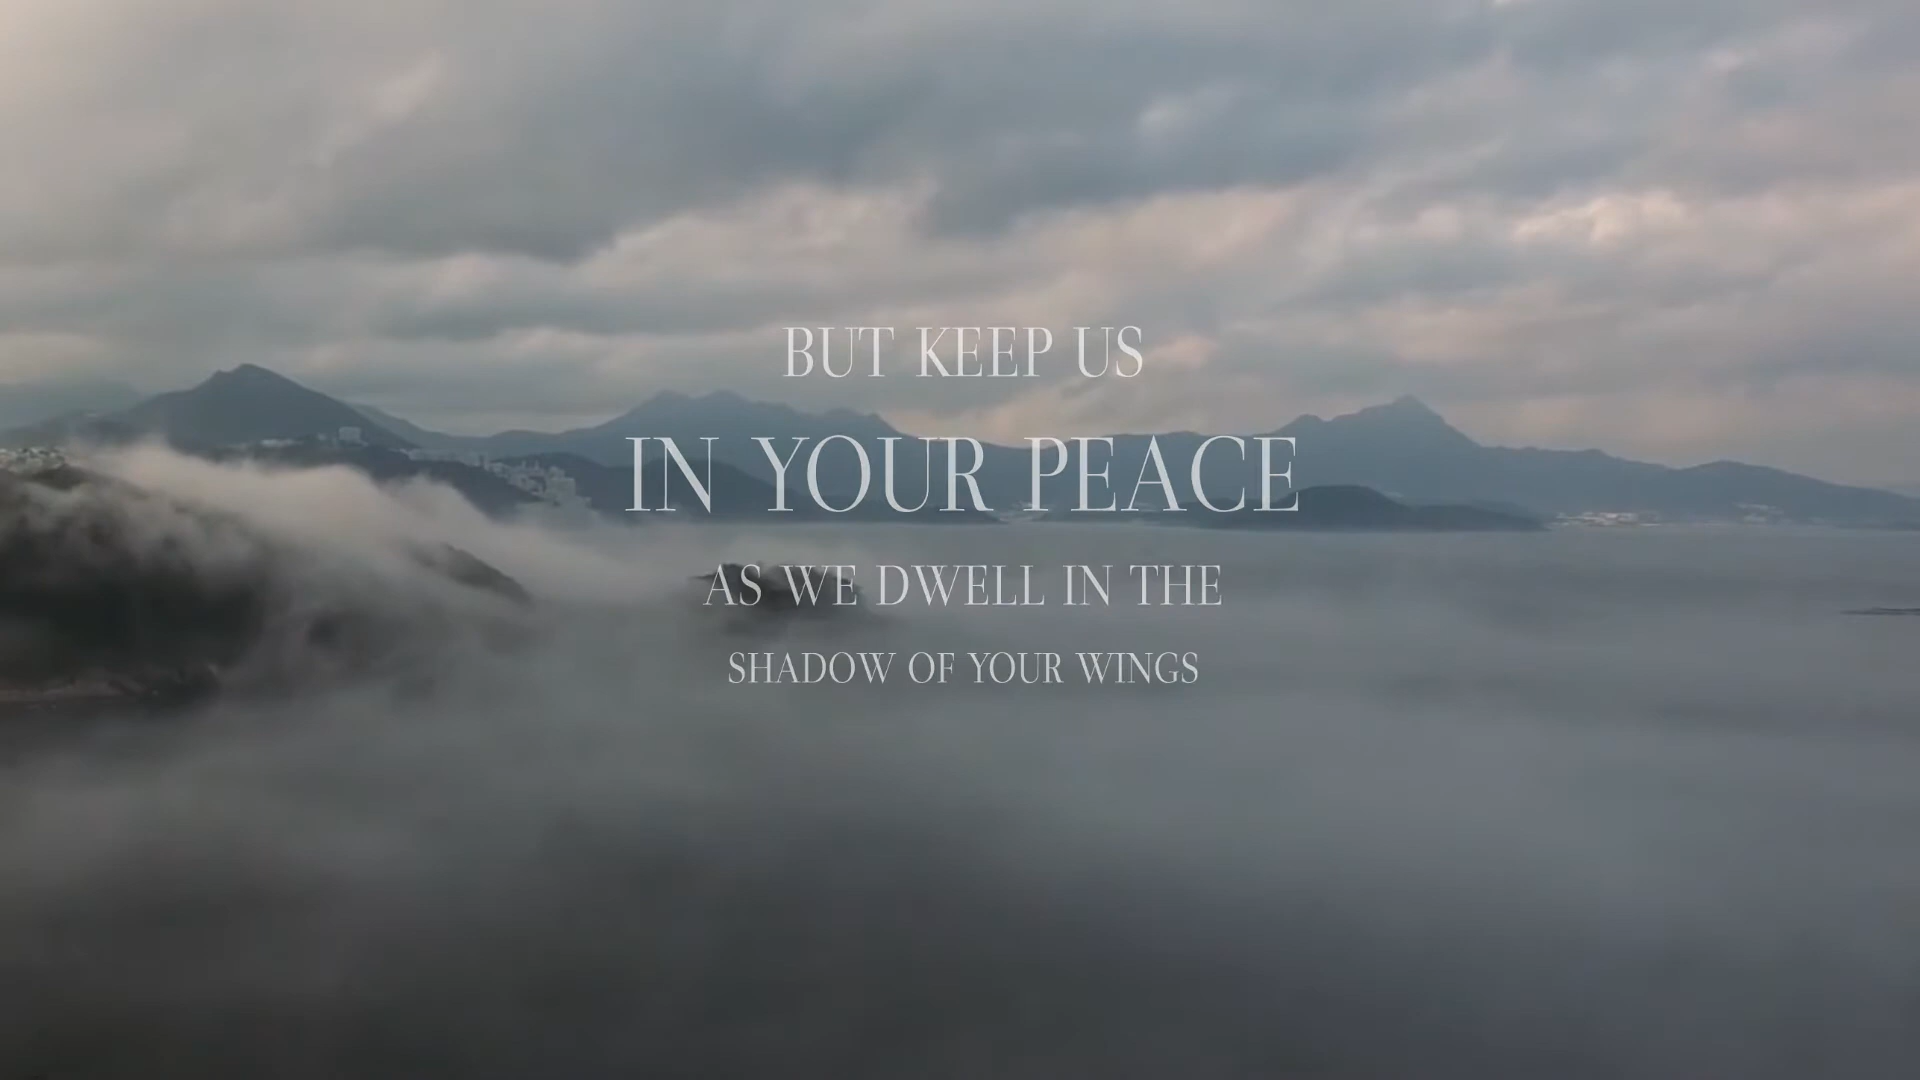 BUT KEEP US
IN YOUR PEACE
AS WE DWELL IN THE
SHADOW OF YOUR WINGS